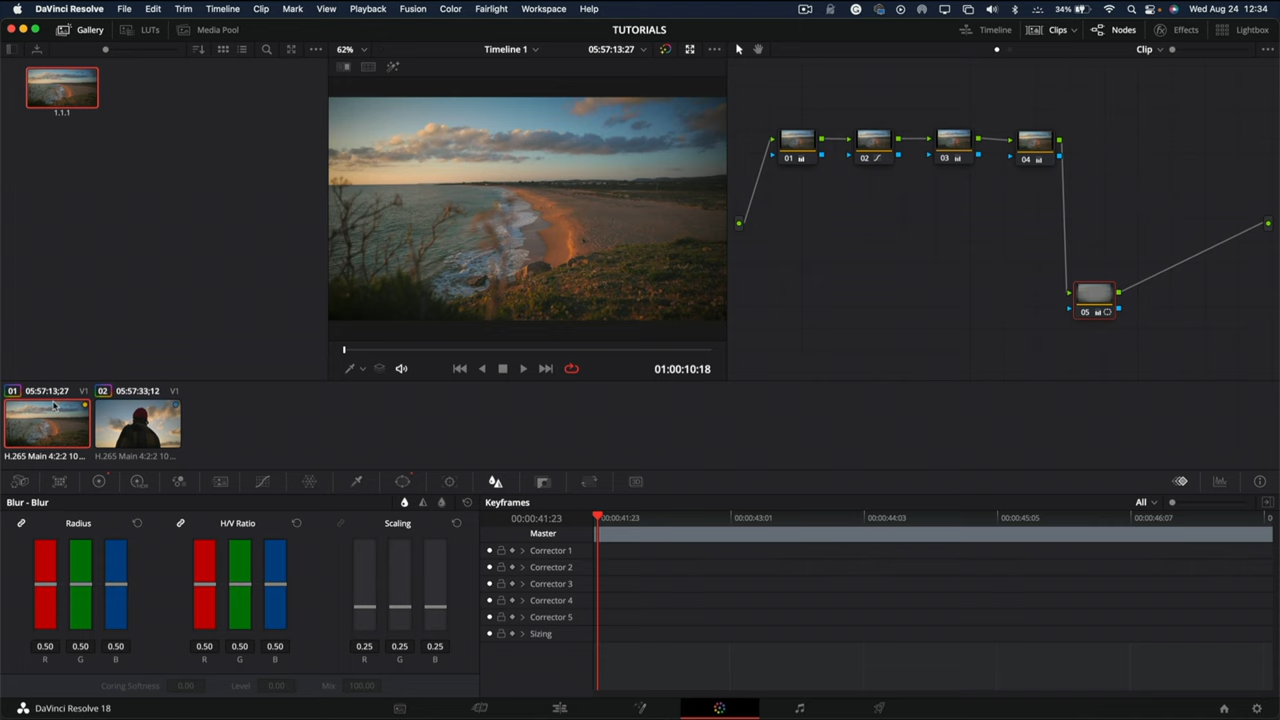 DaVinci Resolve File Edit Trim Timeline Clip Mark View Playback Fusion Color Fairlight Workspace Help 34% Wed Aug 24 12:34
Gallery LUTs Media Pool TUTORIALS Timeline Clips Nodes Effects Lightbox
62% Timeline 1 05:57:13:27 Clip
1.1.1
01 02 03 04
05
01:00:10:18
01 05:57:13;27 V1 02 05:57:33;12 V1
H.265 Main 4:2:2 10 ... H.265 Main 4:2:2 10 ...
Blur - Blur Keyframes All
Radius H/V Ratio Scaling 00:00:41:23 00:00:41:23 00:00:43:01 00:00:44:03 00:00:45:05 00:00:46:07
Master
Corrector 1
Corrector 2
Corrector 3
Corrector 4
Corrector 5
Sizing
0.50 0.50 0.50 0.50 0.50 0.50 0.25 0.25 0.25
R G B R G B R G B
Coring Softness 0.00 Level 0.00 Mix 100.00
DaVinci Resolve 18